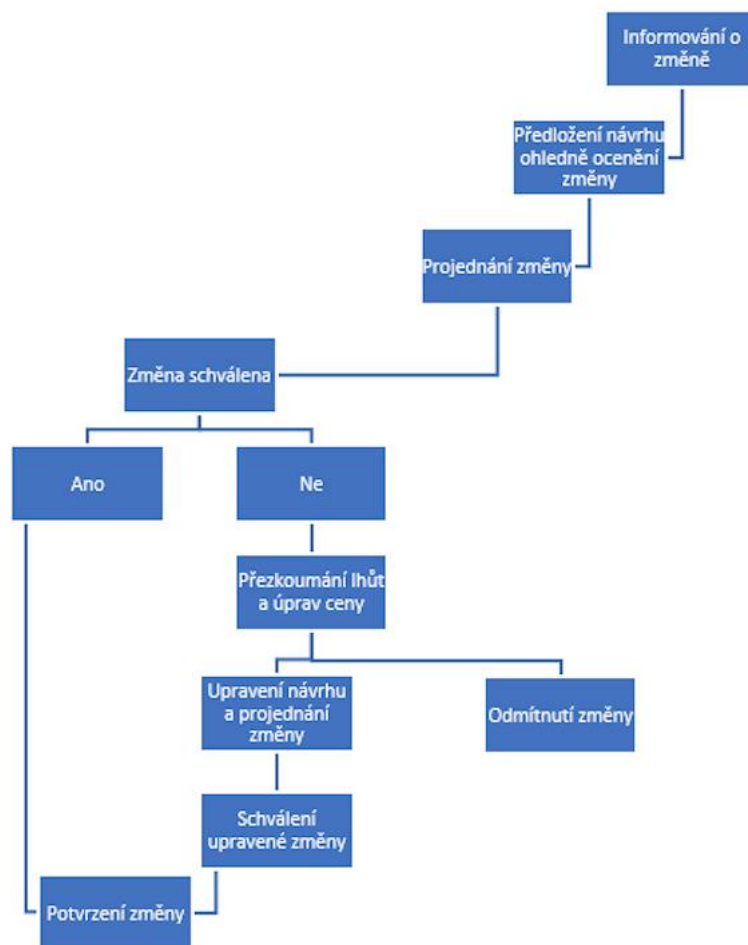 Informování o
změně
Předložení návrhu
ohledně ocenění
změny
Projednání změny
Změna schválena
Ano
Ne
Přezkoumání lhůt
a úprav ceny
Upravení návrhu
a projednání
změny
Odmítnutí změny
Schválení
upravené změny
Potvrzení změny